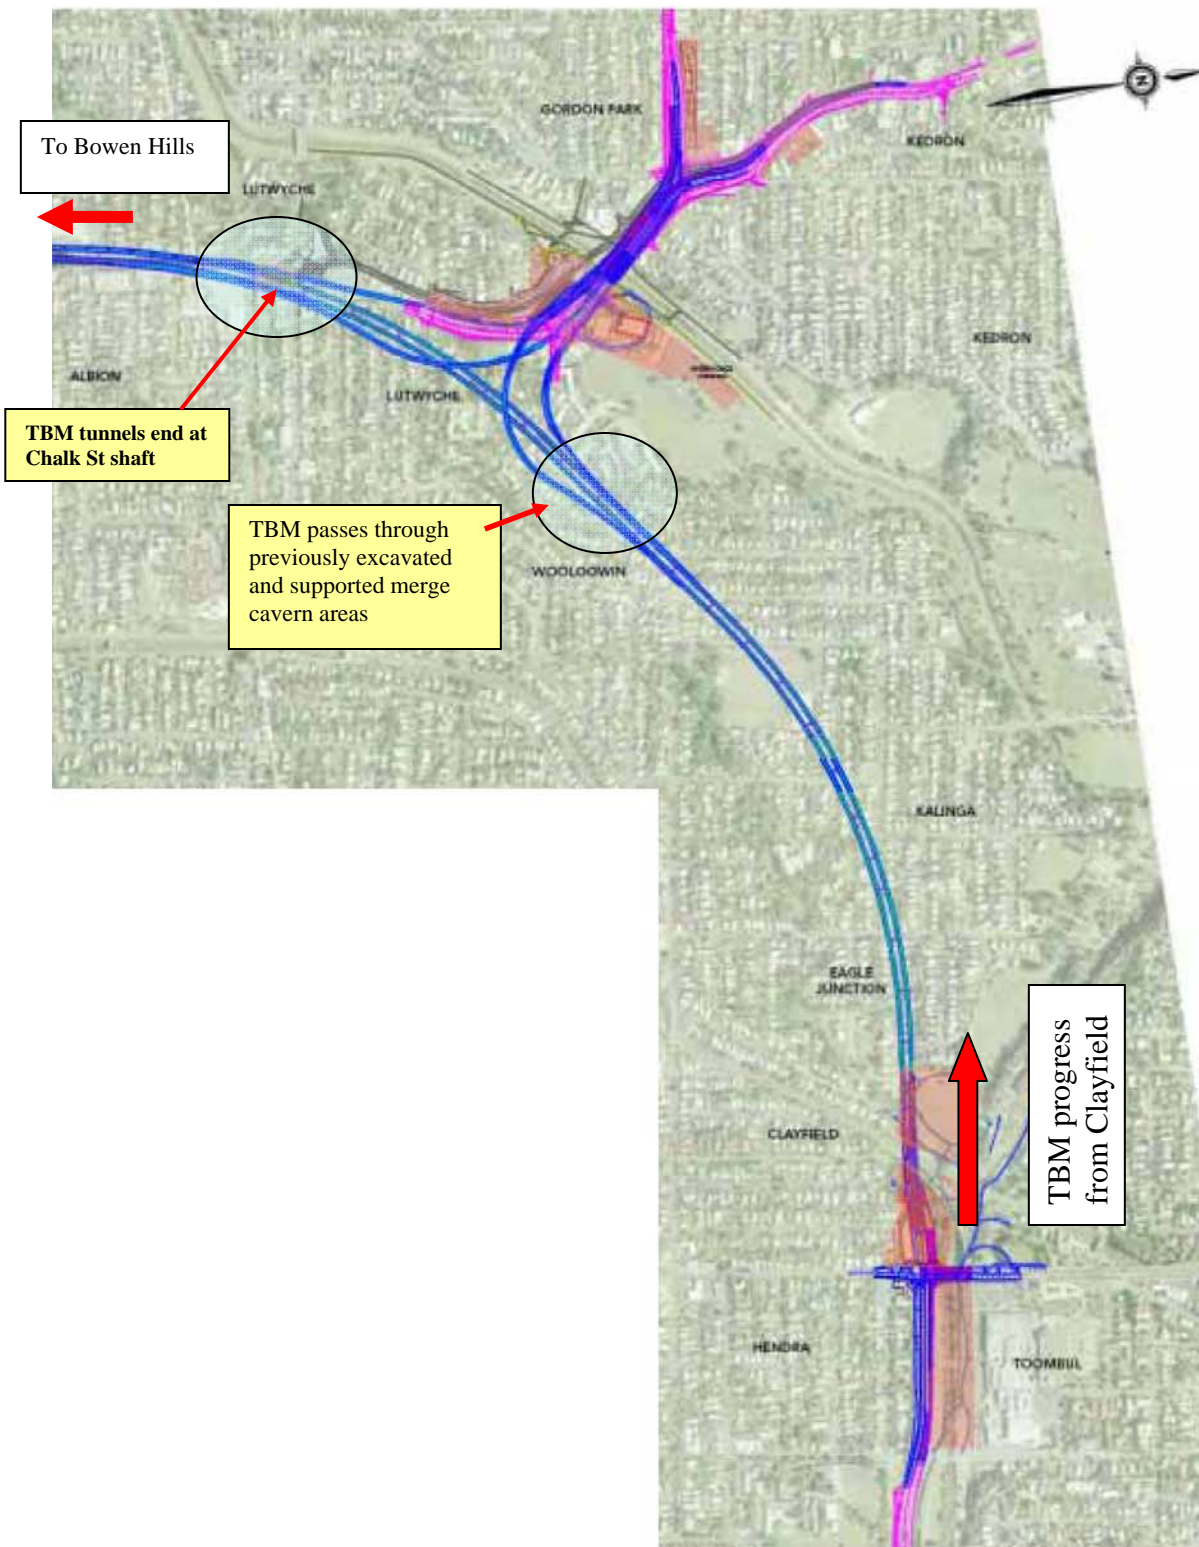 GORDON PARK
N
KEDRON
To Bowen Hills
LUTWYCHE
KEDRON
ALBION
LUTWYCHE
TBM tunnels end at
Chalk St shaft
TBM passes through
previously excavated
and supported merge
cavern areas
WOOLOOWIN
KALINGA
EAGLE
JUNCTION
TBM progress
from Clayfield
CLAYFIELD
HENDRA
TOOMBUL